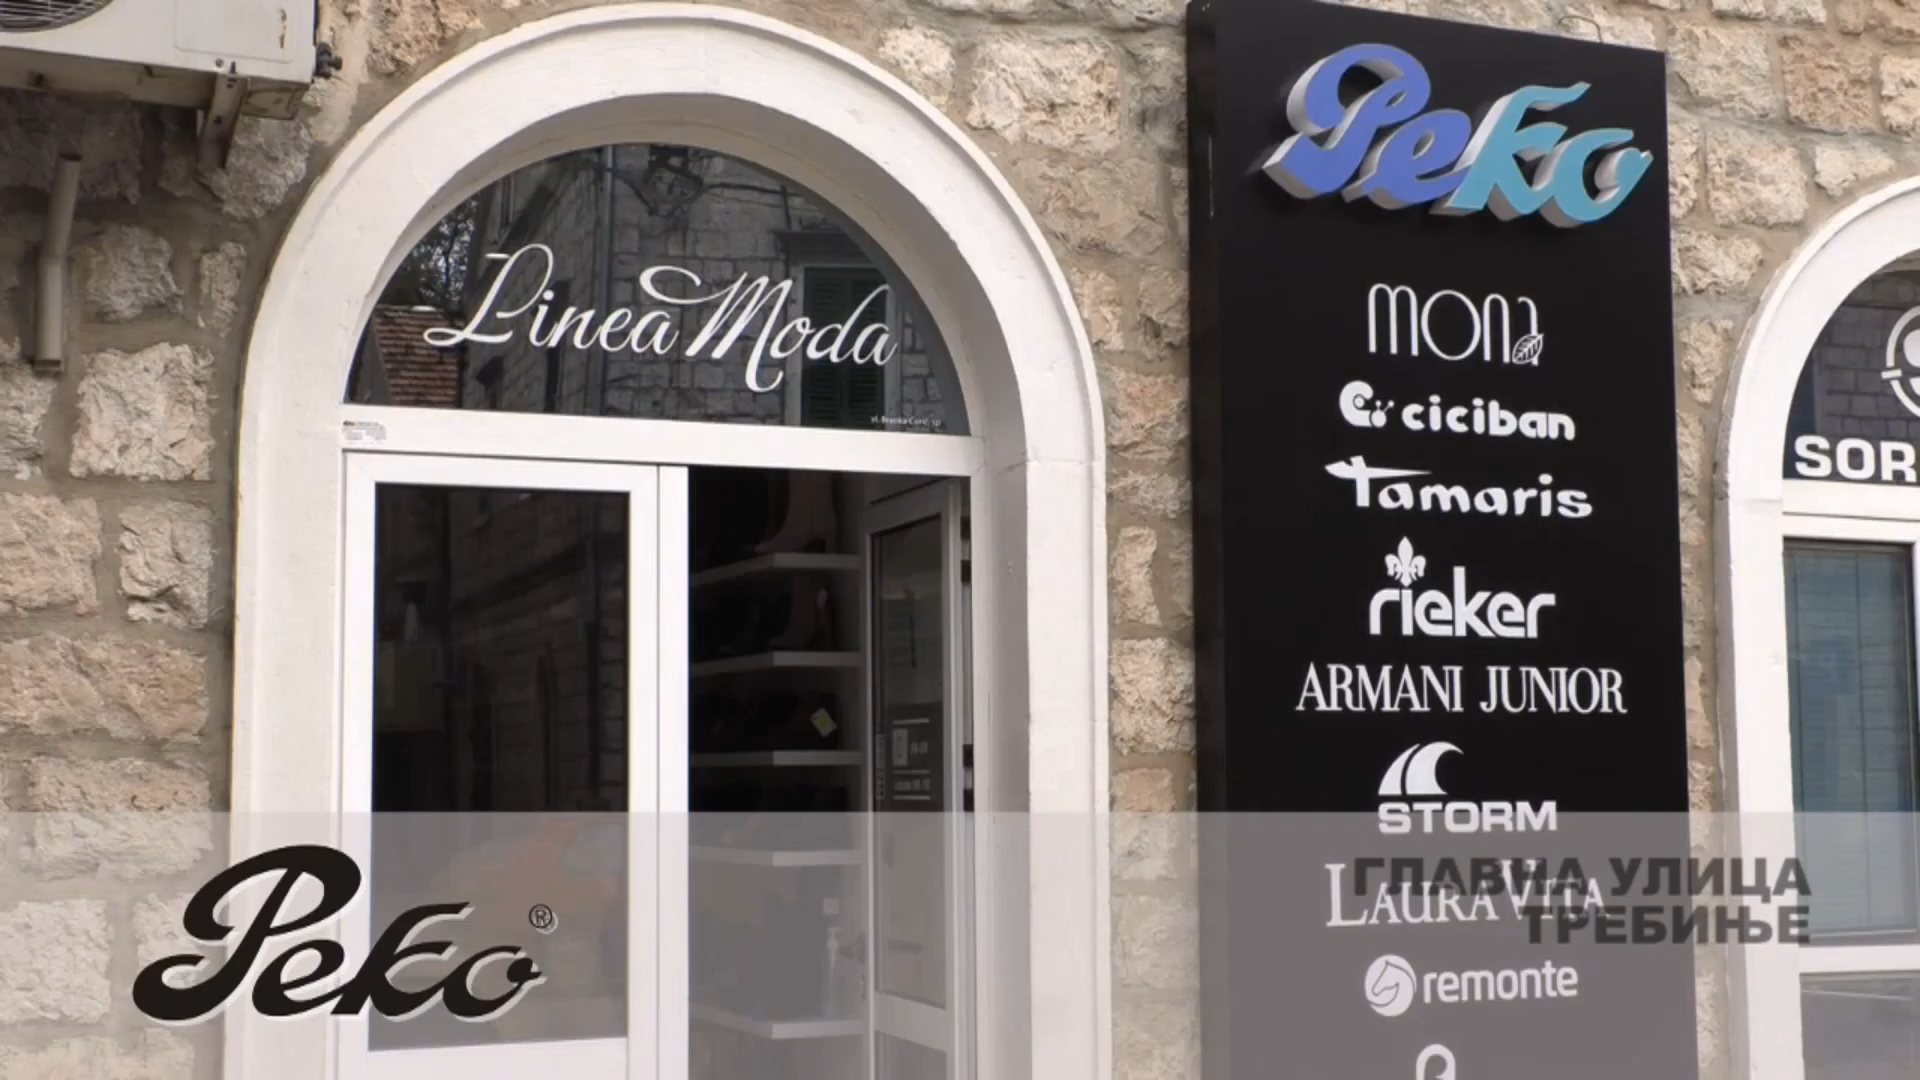 Linea Moda
Peko
mona
ciciban
Tamaris
rieker
ARMANI JUNIOR
STORM
LAURA VITA
remonte
SOR
Peko ®
ГЛАВНА УЛИЦА
ТРЕБИЊЕ